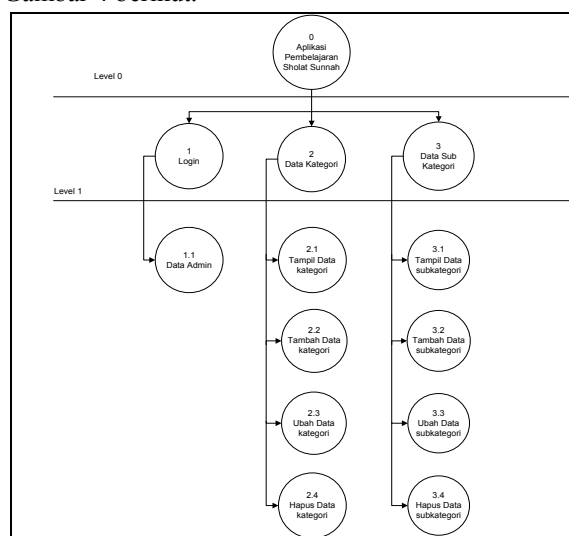 Gambar 4 berikut:
0
Aplikasi
Pembelajaran
Sholat Sunnah
Level 0
1
Login
2
Data Kategori
3
Data Sub
Kategori
Level 1
1.1
Data Admin
2.1
Tampil Data
kategori
3.1
Tampil Data
subkategori
2.2
Tambah Data
kategori
3.2
Tambah Data
subkategori
2.3
Ubah Data
kategori
3.3
Ubah Data
subkategori
2.4
Hapus Data
kategori
3.4
Hapus Data
subkategori